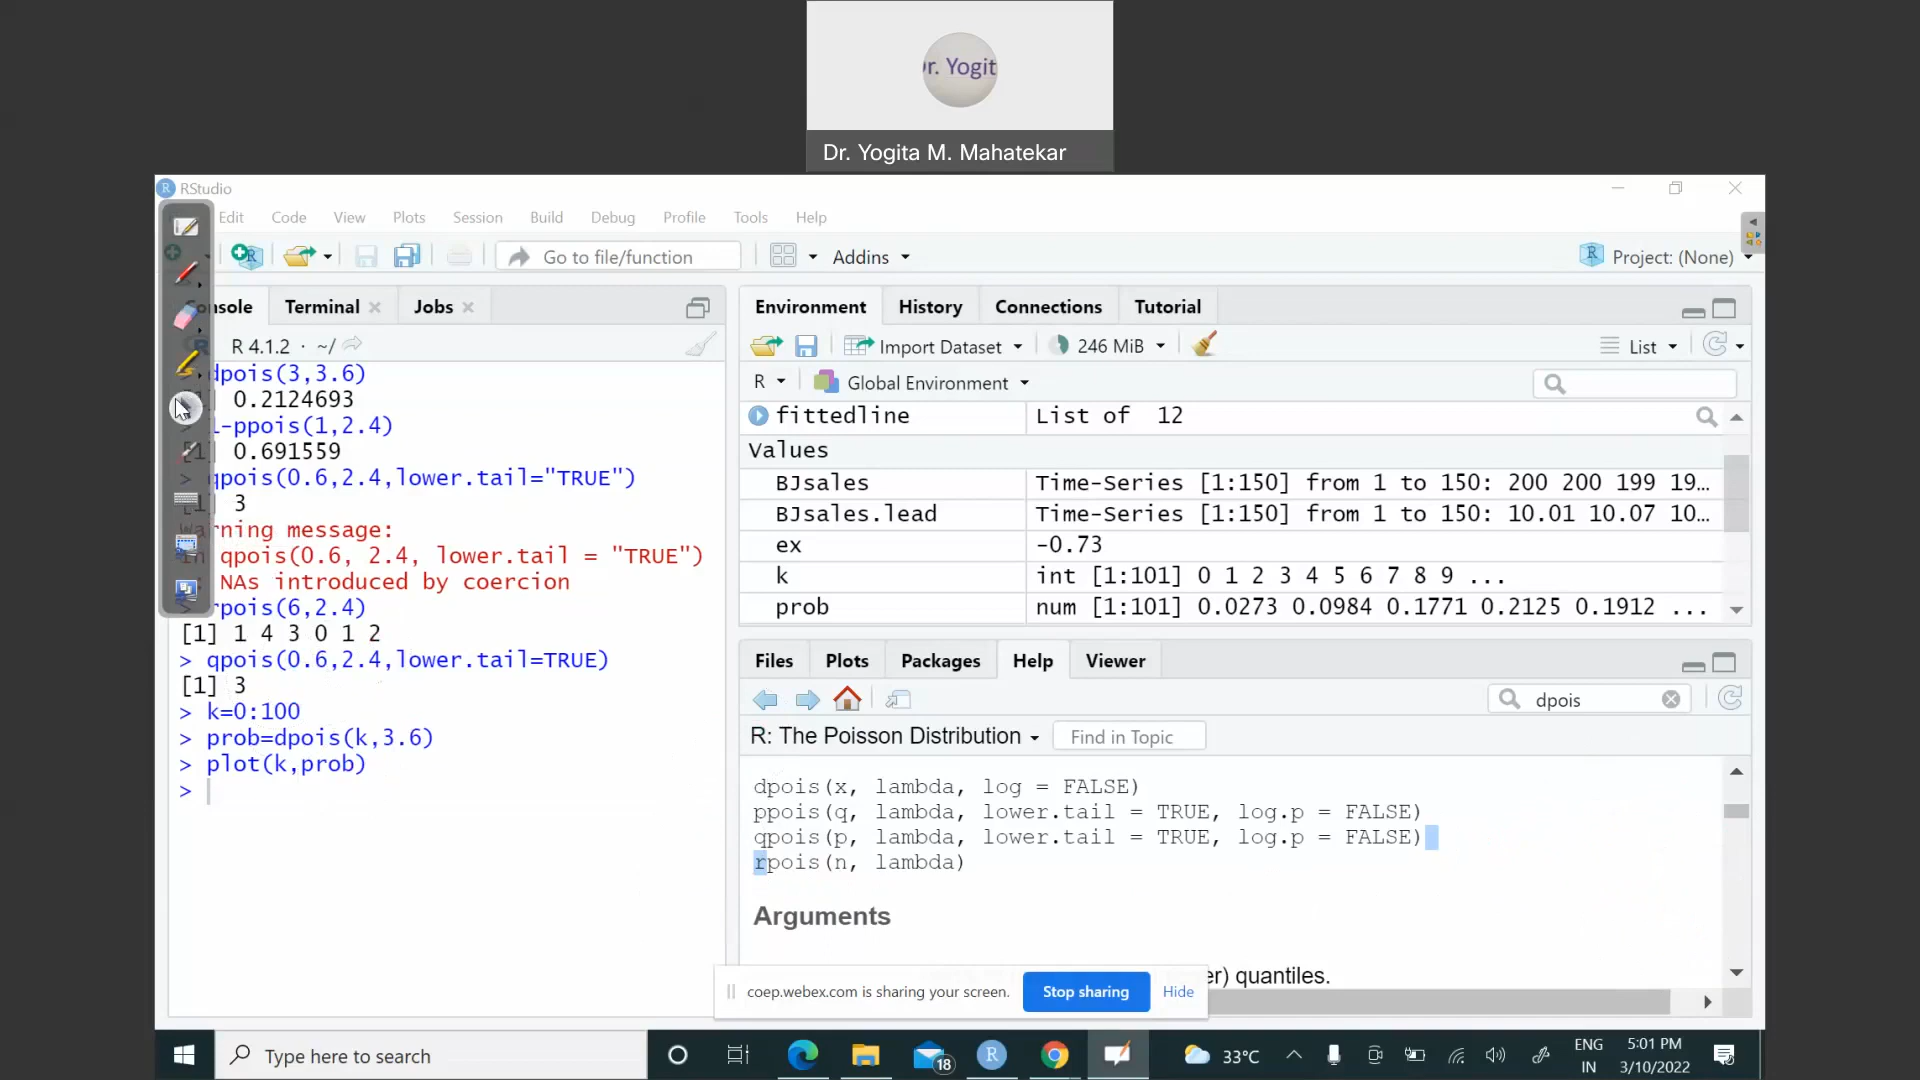 Dr. Yogit
Dr. Yogita M. Mahatekar
RStudio
Edit Code View Plots Session Build Debug Profile Tools Help
Go to file/function
Addins
Project: (None)
onsole Terminal Jobs
R 4.1.2 · ~/
dpois(3,3.6)
0.2124693
-ppois(1,2.4)
[1] 0.691559
> qpois(0.6,2.4,lower.tail="TRUE")
[1] 3
Warning message:
In qpois(0.6, 2.4, lower.tail = "TRUE")
NAs introduced by coercion
rpois(6,2.4)
[1] 1 4 3 0 1 2
> qpois(0.6,2.4,lower.tail=TRUE)
[1] 3
> k=0:100
> prob=dpois(k,3.6)
> plot(k,prob)
>
Environment History Connections Tutorial
Import Dataset 246 MiB List
R Global Environment
fittedline List of 12
Values
BJsales Time-Series [1:150] from 1 to 150: 200 200 199 19…
BJsales.lead Time-Series [1:150] from 1 to 150: 10.01 10.07 10…
ex -0.73
k int [1:101] 0 1 2 3 4 5 6 7 8 9 ...
prob num [1:101] 0.0273 0.0984 0.1771 0.2125 0.1912 ...
Files Plots Packages Help Viewer
dpois
R: The Poisson Distribution Find in Topic
dpois(x, lambda, log = FALSE)
ppois(q, lambda, lower.tail = TRUE, log.p = FALSE)
qpois(p, lambda, lower.tail = TRUE, log.p = FALSE)
rpois(n, lambda)
Arguments
er) quantiles.
coep.webex.com is sharing your screen. Stop sharing Hide
Type here to search
18
33°C
ENG
IN
5:01 PM
3/10/2022